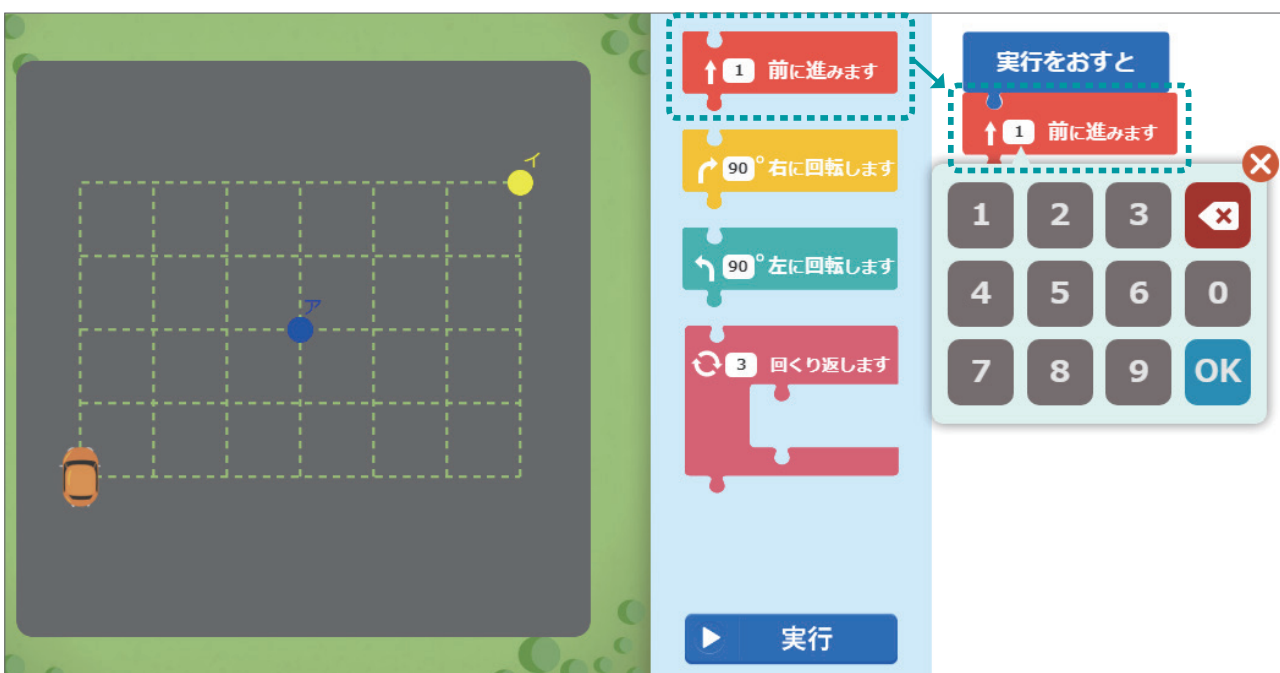 イ
ア
1 前に進みます
90° 右に回転します
90° 左に回転します
3 回くり返します
実行
実行をおすと
1 前に進みます
1 2 3
4 5 6 0
7 8 9 OK